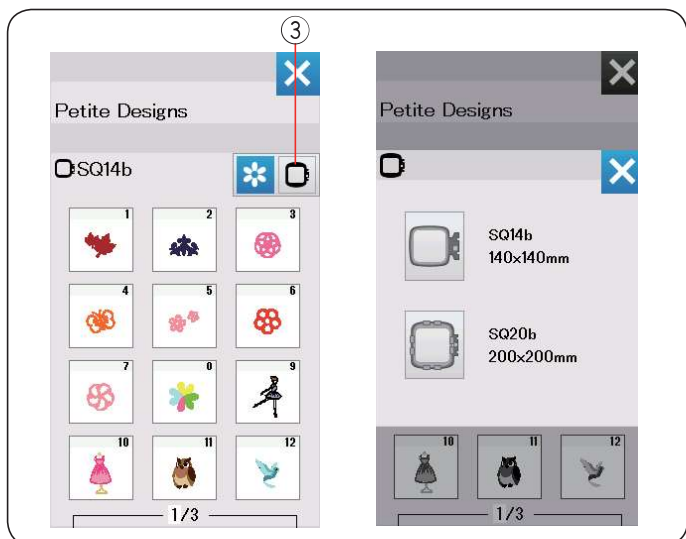 ③
Petite Designs
SQ14b
1 2 3
4 5 6
7 0 9
10 11 12
1/3
Petite Designs
SQ14b
140x140mm
SQ20b
200x200mm
10 11 12
1/3